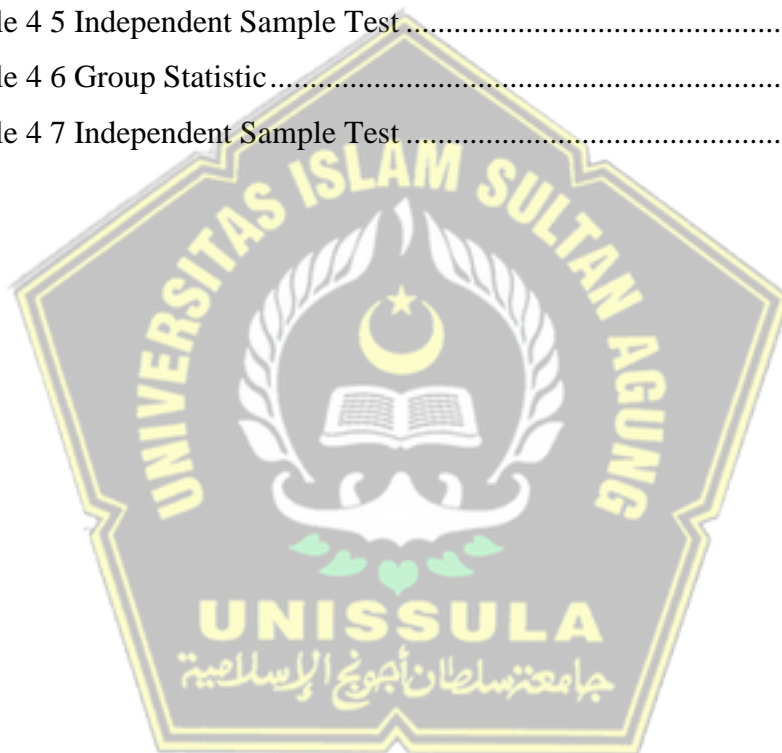 le 4 5 Independent Sample Test ................................................
le 4 6 Group Statistic ................................................................
le 4 7 Independent Sample Test ................................................
UNIVERSITAS ISLAM SULTAN AGUNG
UNISSULA
جامعتنسلطان أجونج الإسلامية